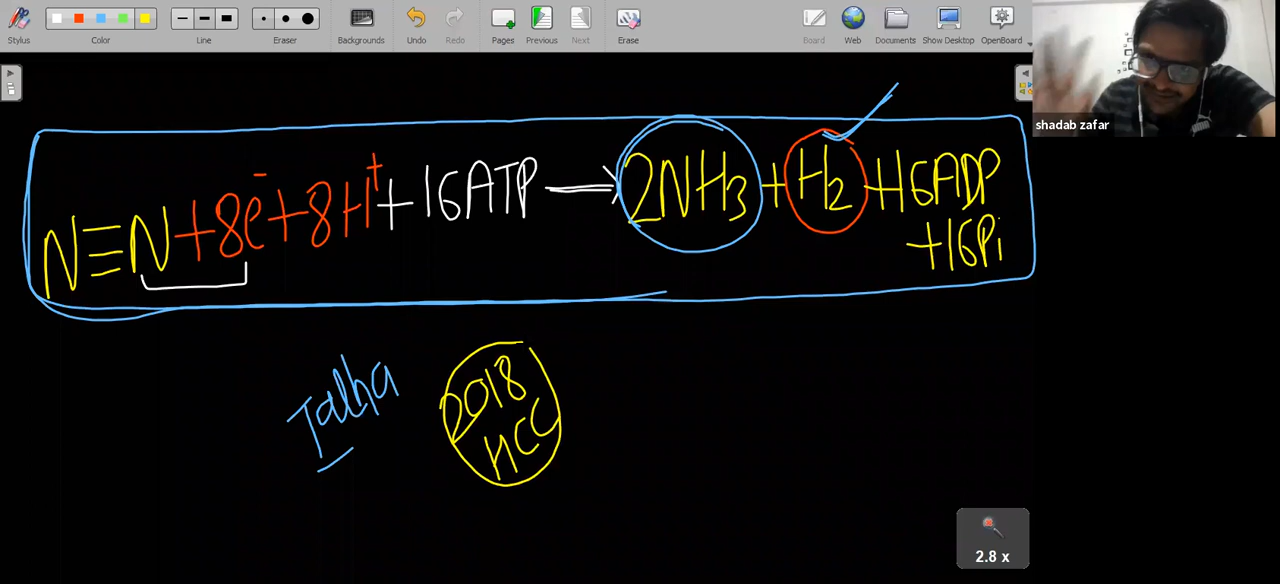 Stylus Color Line Eraser Backgrounds Undo Redo Pages Previous Next Erase Board Web Documents Show Desktop OpenBoard
shadab zafar
N≡N+8e⁻+8H⁺+16ATP⟶2NH3+H2+16ADP
+16Pi
Talha
2018
HCC
2.8 x